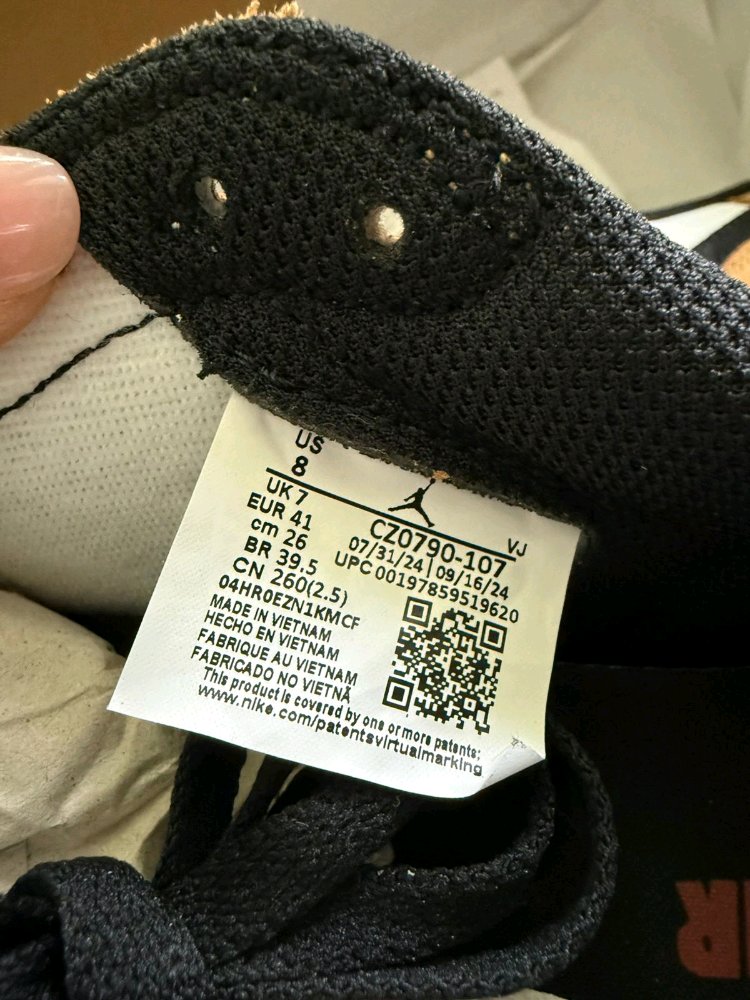 US
8
UK 7
EUR 41
cm 26
BR 39.5
CN 260(2.5)
VJ
CZ0790-107
07/31/24 | 09/16/24
UPC 00197859519620
04HR0EZN1KMCF
MADE IN VIETNAM
HECHO EN VIETNAM
FABRIQUE AU VIETNAM
FABRICADO NO VIETNÃ
This product is covered by one or more patents:
www.nike.com/patentsvirtualmarking